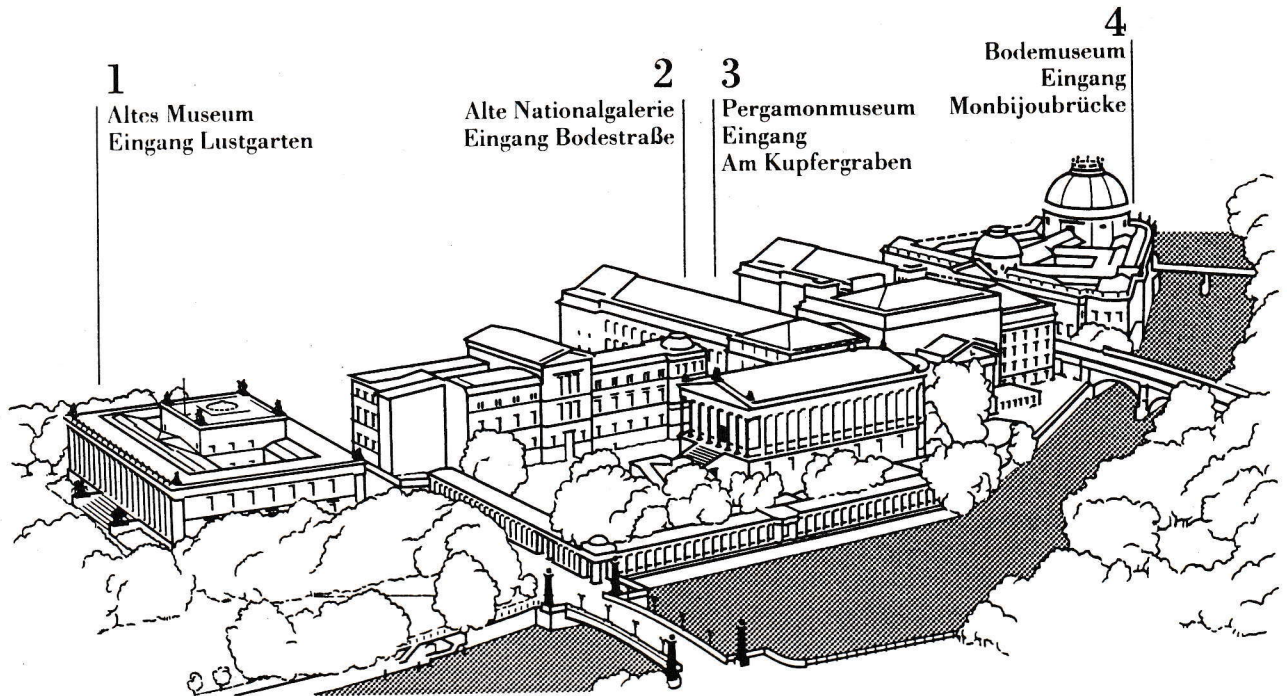 1
Altes Museum
Eingang Lustgarten
2
Alte Nationalgalerie
Eingang Bodestraße
3
Pergamonmuseum
Eingang
Am Kupfergraben
4
Bodemuseum
Eingang
Monbijoubrücke